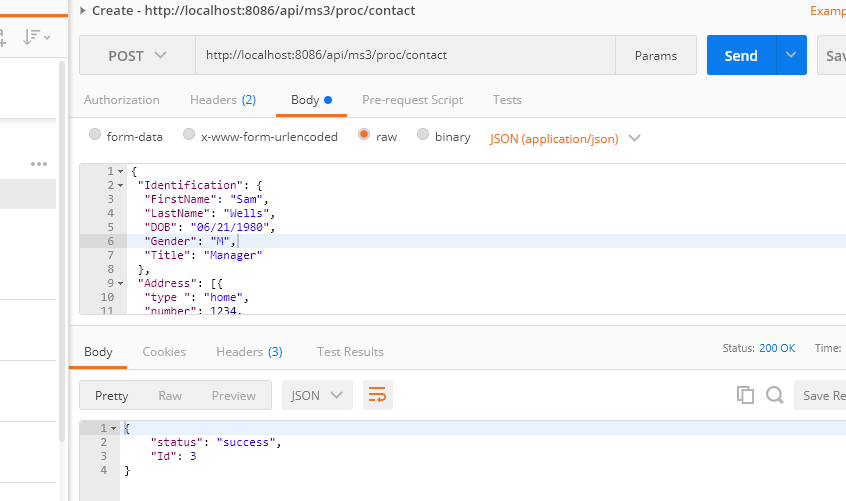 Create - http://localhost:8086/api/ms3/proc/contact
POST http://localhost:8086/api/ms3/proc/contact Params Send
Authorization Headers (2) Body Pre-request Script Tests
form-data x-www-form-urlencoded raw binary JSON (application/json)
1 {
2 "Identification": {
3 "FirstName": "Sam",
4 "LastName": "Wells",
5 "DOB": "06/21/1980",
6 "Gender": "M",
7 "Title": "Manager"
8 },
9 "Address": [{
10 "type ": "home",
11 "number": 1234,
Body Cookies Headers (3) Test Results Status: 200 OK Time:
Pretty Raw Preview JSON Save
1 {
2 "status": "success",
3 "Id": 3
4 }